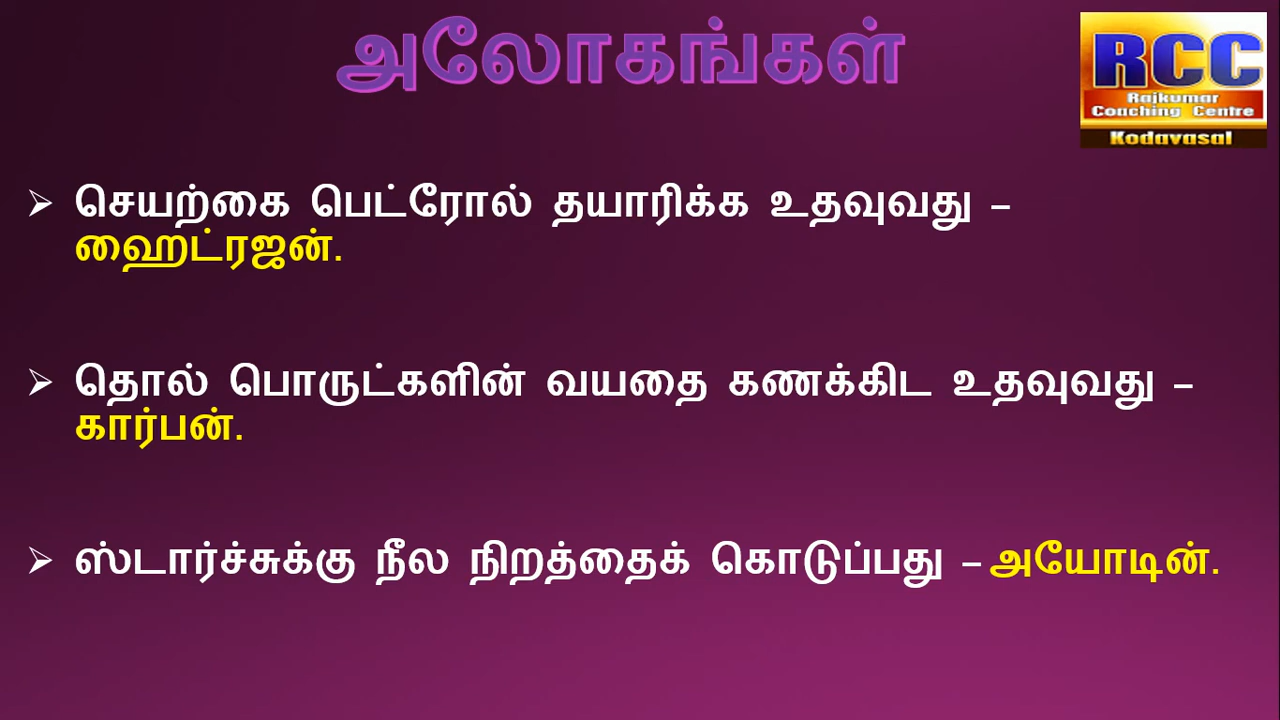 அலோகங்கள்
RCC
Rajkumar
Coaching Centre
Kodavasal
➢ செயற்கை பெட்ரோல் தயாரிக்க உதவுவது –
ஹைட்ரஜன்.
➢ தொல் பொருட்களின் வயதை கணக்கிட உதவுவது –
கார்பன்.
➢ ஸ்டார்ச்சுக்கு நீல நிறத்தைக் கொடுப்பது – அயோடின்.